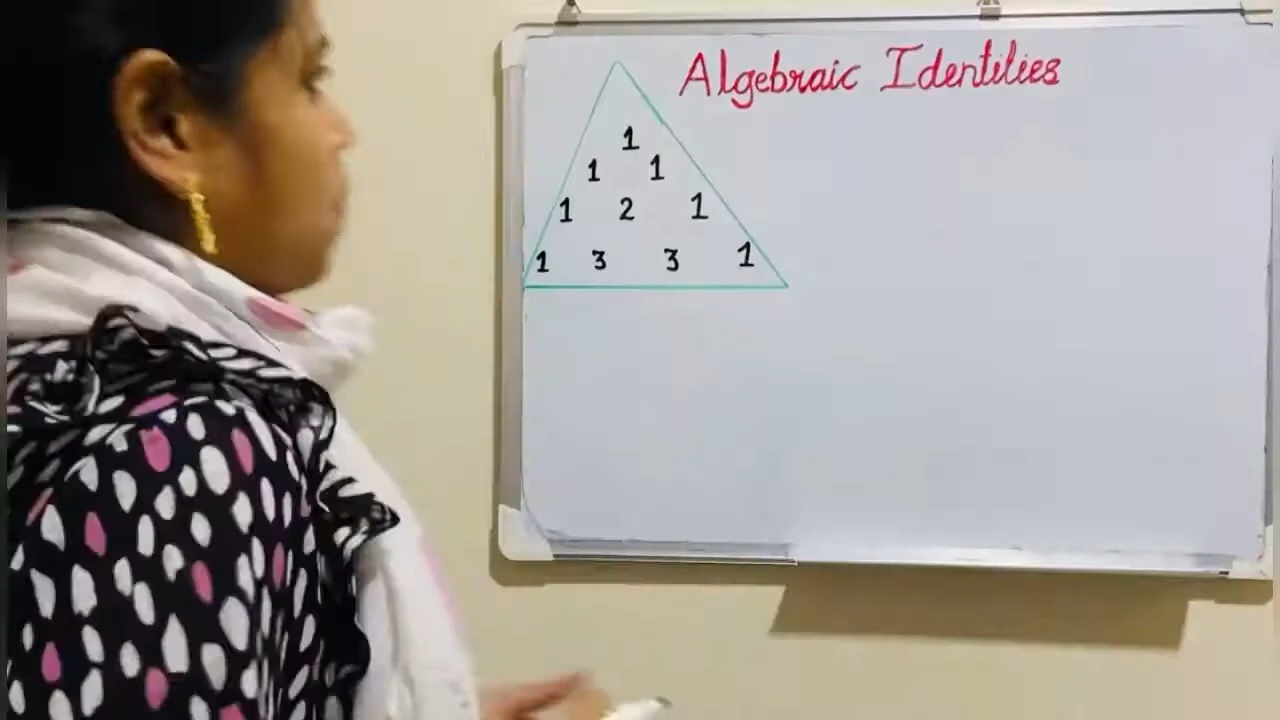 Algebraic Identities
1
1 1
1 2 1
1 3 3 1